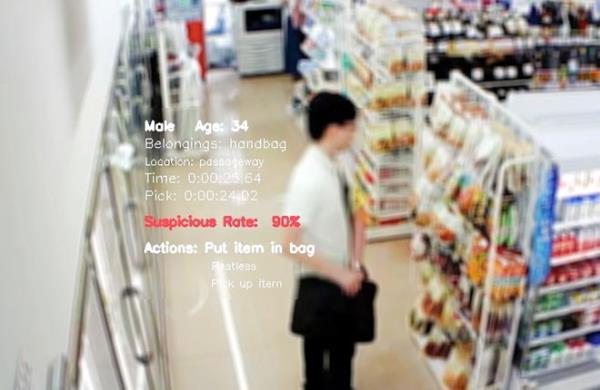 Male Age: 34
Belongings: handbag
Location: passageway
Time: 0:00:25:64
Pick: 0:00:24:02
Suspicious Rate: 90%
Actions: Put item in bag
Restless
Pick up item